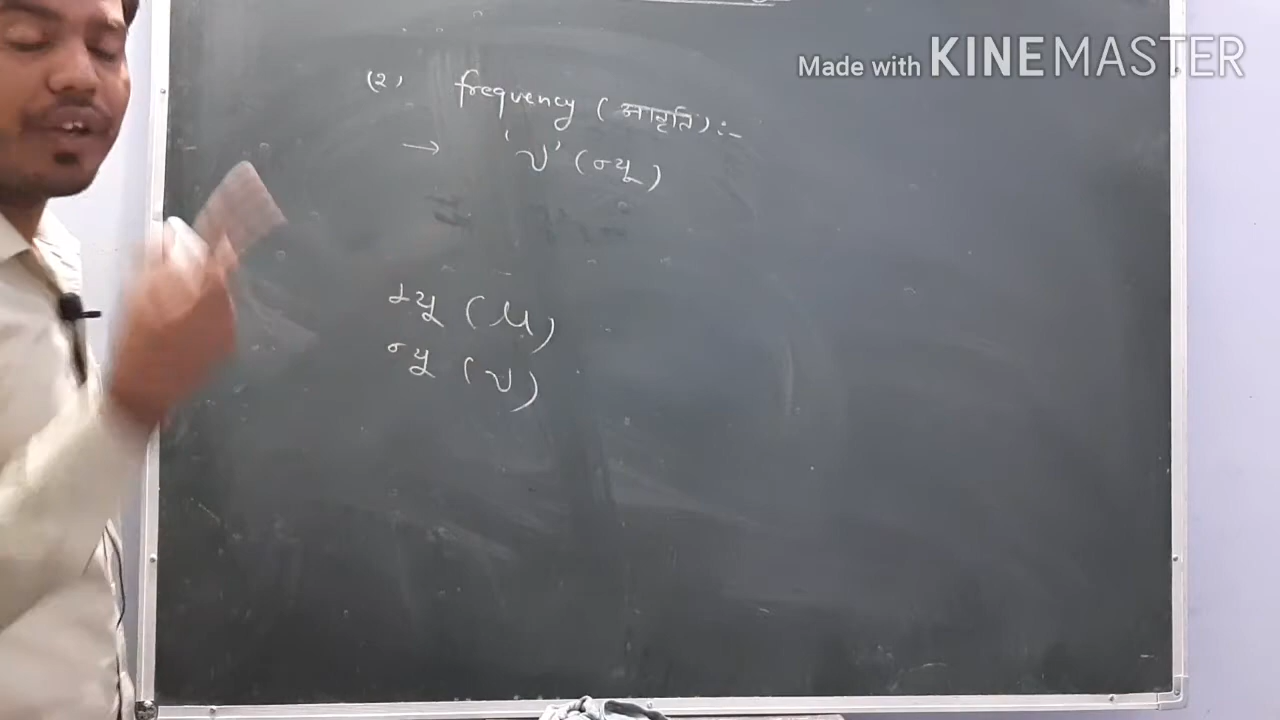 Made with KINEMASTER
(२) frequency (आवृत्ति) :-
→ 'ν' (न्यू)
म्यू (μ)
न्यू (ν)